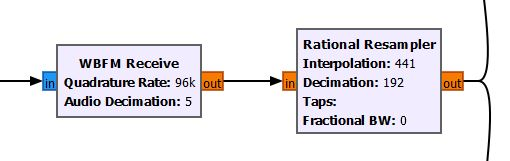 WBFM Receive
in
Quadrature Rate: 96k
out
Audio Decimation: 5
Rational Resampler
Interpolation: 441
in
Decimation: 192
out
Taps:
Fractional BW: 0